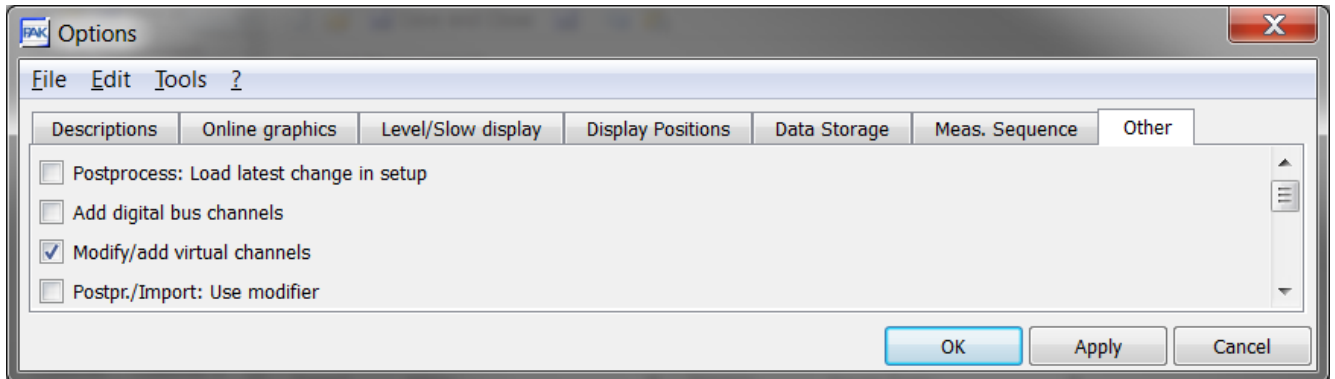 PAK Options
File Edit Tools ?
Descriptions Online graphics Level/Slow display Display Positions Data Storage Meas. Sequence Other
Postprocess: Load latest change in setup
Add digital bus channels
Modify/add virtual channels
Postpr./Import: Use modifier
OK Apply Cancel